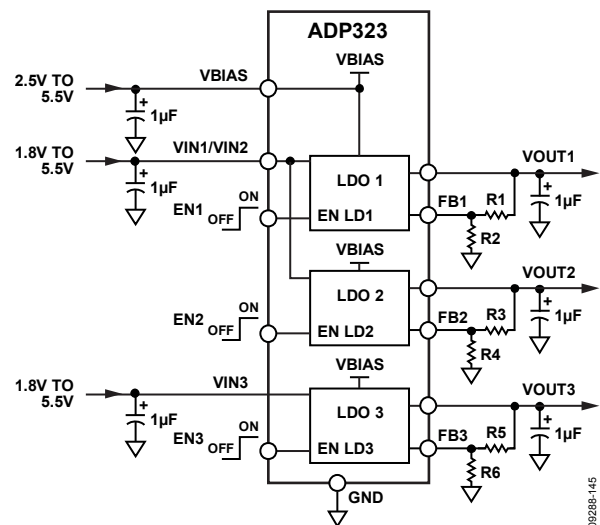 ADP323
VBIAS
2.5V TO
5.5V
VBIAS
+
1µF
1.8V TO
5.5V
VIN1/VIN2
+
1µF
LDO 1
VOUT1
EN1
OFF
ON
EN LD1
FB1
R1
R2
+
1µF
VBIAS
LDO 2
VOUT2
EN2
OFF
ON
EN LD2
FB2
R3
R4
+
1µF
VBIAS
1.8V TO
5.5V
VIN3
+
1µF
LDO 3
VOUT3
EN3
OFF
ON
EN LD3
FB3
R5
R6
+
1µF
GND
09288-145